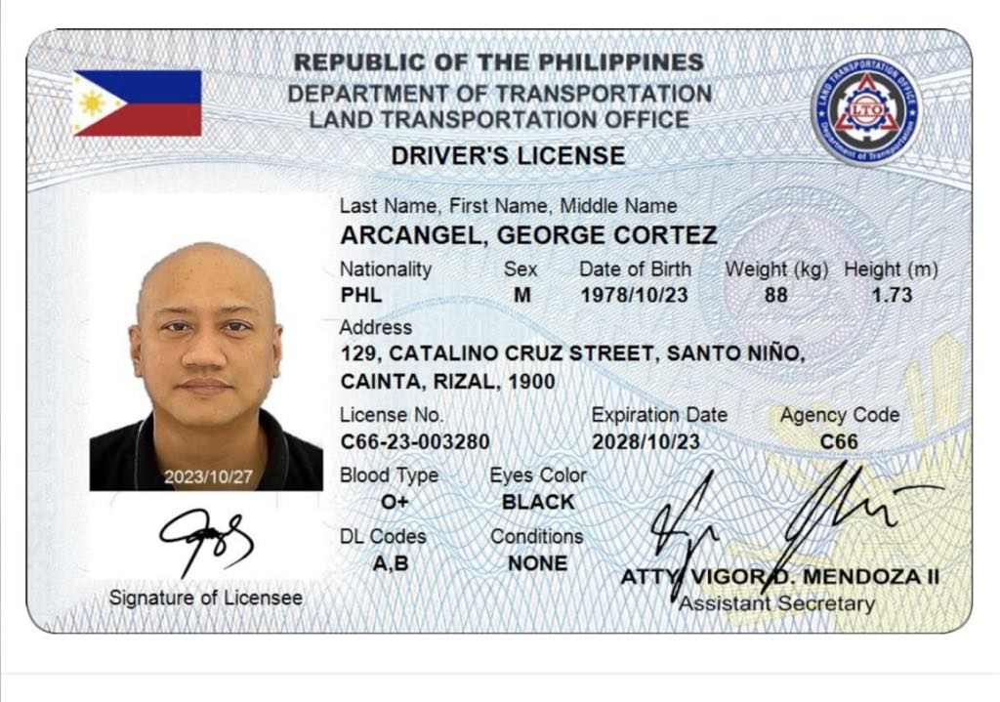 REPUBLIC OF THE PHILIPPINES
DEPARTMENT OF TRANSPORTATION
LAND TRANSPORTATION OFFICE
DRIVER'S LICENSE
LAND TRANSPORTATION OFFICE
LTO
Department of Transportation
Last Name, First Name, Middle Name
ARCANGEL, GEORGE CORTEZ
Nationality Sex Date of Birth Weight (kg) Height (m)
PHL M 1978/10/23 88 1.73
Address
129, CATALINO CRUZ STREET, SANTO NIÑO,
CAINTA, RIZAL, 1900
License No. Expiration Date Agency Code
C66-23-003280 2028/10/23 C66
2023/10/27
Blood Type Eyes Color
O+ BLACK
DL Codes Conditions
A,B NONE
Signature of Licensee
ATTY VIGOR D. MENDOZA II
Assistant Secretary